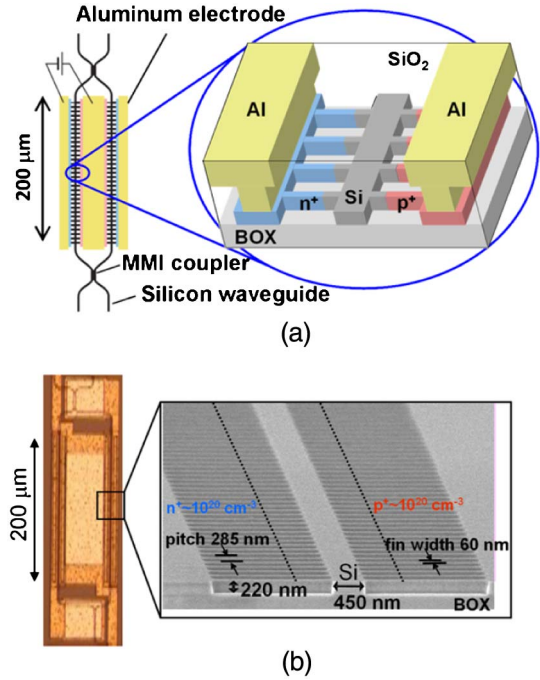 Aluminum electrode
SiO2
Al
Al
200 μm
n+
Si
p+
BOX
MMI coupler
Silicon waveguide
(a)
200 μm
n+~10^20 cm-3
p+~10^20 cm-3
pitch 285 nm
fin width 60 nm
Si
220 nm
450 nm
BOX
(b)